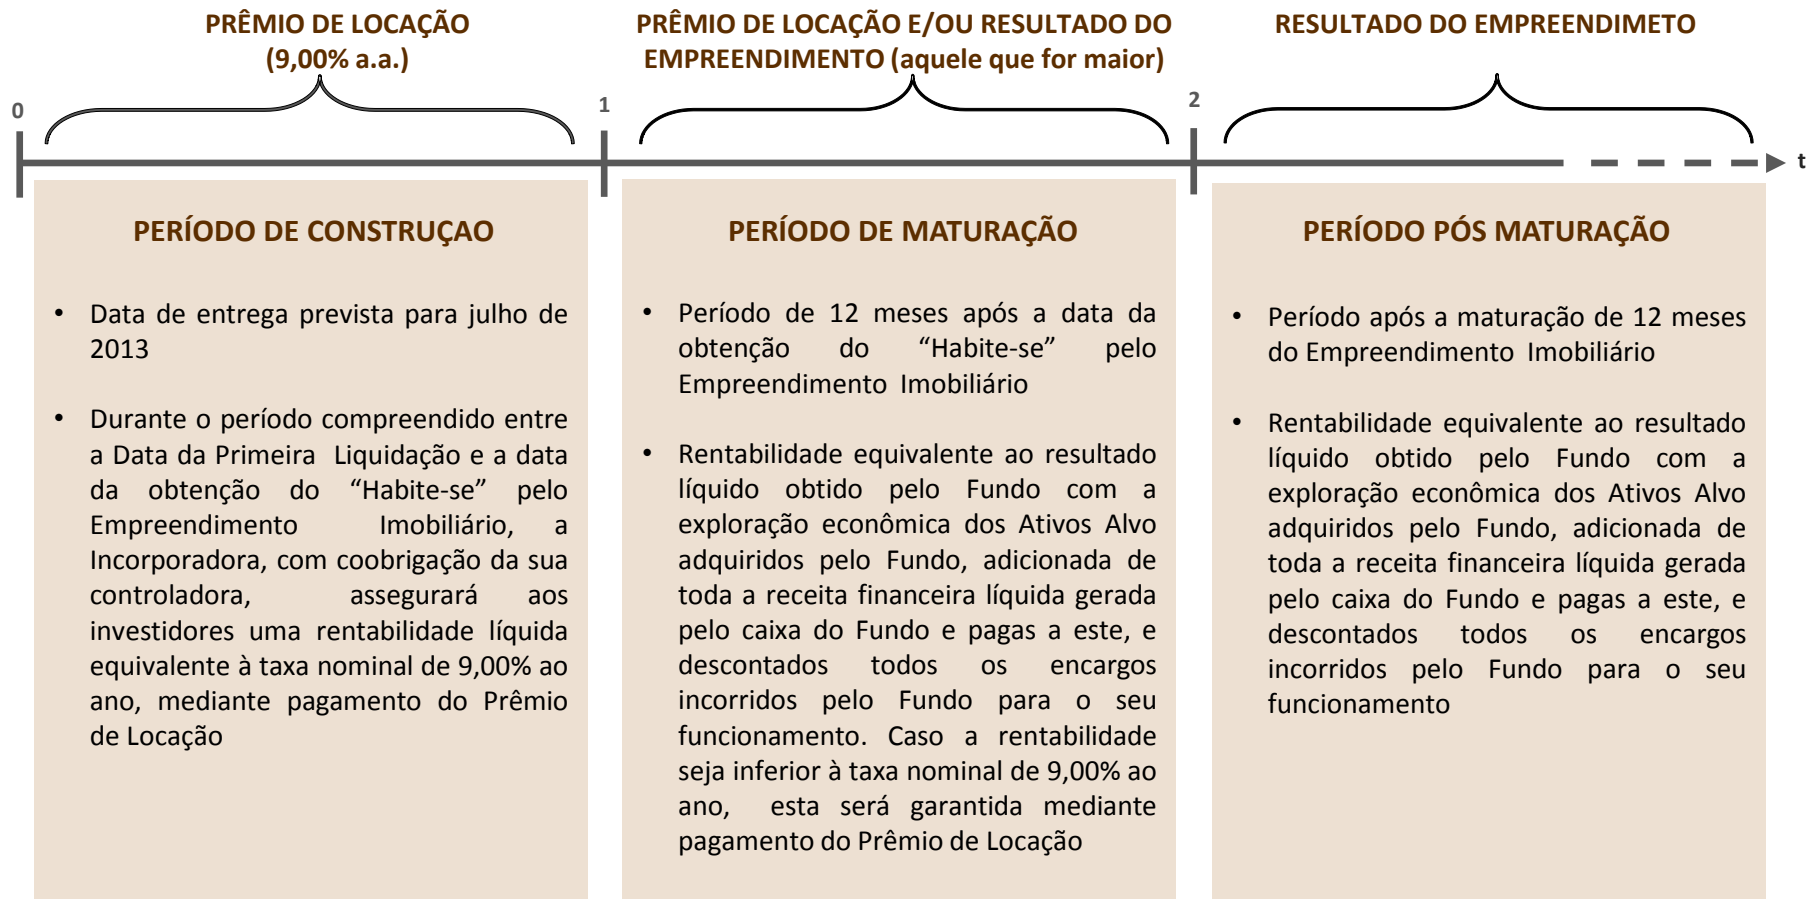 PRÊMIO DE LOCAÇÃO
(9,00% a.a.)
PRÊMIO DE LOCAÇÃO E/OU RESULTADO DO
EMPREENDIMENTO (aquele que for maior)
RESULTADO DO EMPREENDIMETO
0
1
2
t
PERÍODO DE CONSTRUÇAO
• Data de entrega prevista para julho de
2013
• Durante o período compreendido entre
a Data da Primeira Liquidação e a data
da obtenção do “Habite-se” pelo
Empreendimento Imobiliário, a
Incorporadora, com coobrigação da sua
controladora, assegurará aos
investidores uma rentabilidade líquida
equivalente à taxa nominal de 9,00% ao
ano, mediante pagamento do Prêmio
de Locação
PERÍODO DE MATURAÇÃO
• Período de 12 meses após a data da
obtenção do “Habite-se” pelo
Empreendimento Imobiliário
• Rentabilidade equivalente ao resultado
líquido obtido pelo Fundo com a
exploração econômica dos Ativos Alvo
adquiridos pelo Fundo, adicionada de
toda a receita financeira líquida gerada
pelo caixa do Fundo e pagas a este, e
descontados todos os encargos
incorridos pelo Fundo para o seu
funcionamento. Caso a rentabilidade
seja inferior à taxa nominal de 9,00% ao
ano, esta será garantida mediante
pagamento do Prêmio de Locação
PERÍODO PÓS MATURAÇÃO
• Período após a maturação de 12 meses
do Empreendimento Imobiliário
• Rentabilidade equivalente ao resultado
líquido obtido pelo Fundo com a
exploração econômica dos Ativos Alvo
adquiridos pelo Fundo, adicionada de
toda a receita financeira líquida gerada
pelo caixa do Fundo e pagas a este, e
descontados todos os encargos
incorridos pelo Fundo para o seu
funcionamento